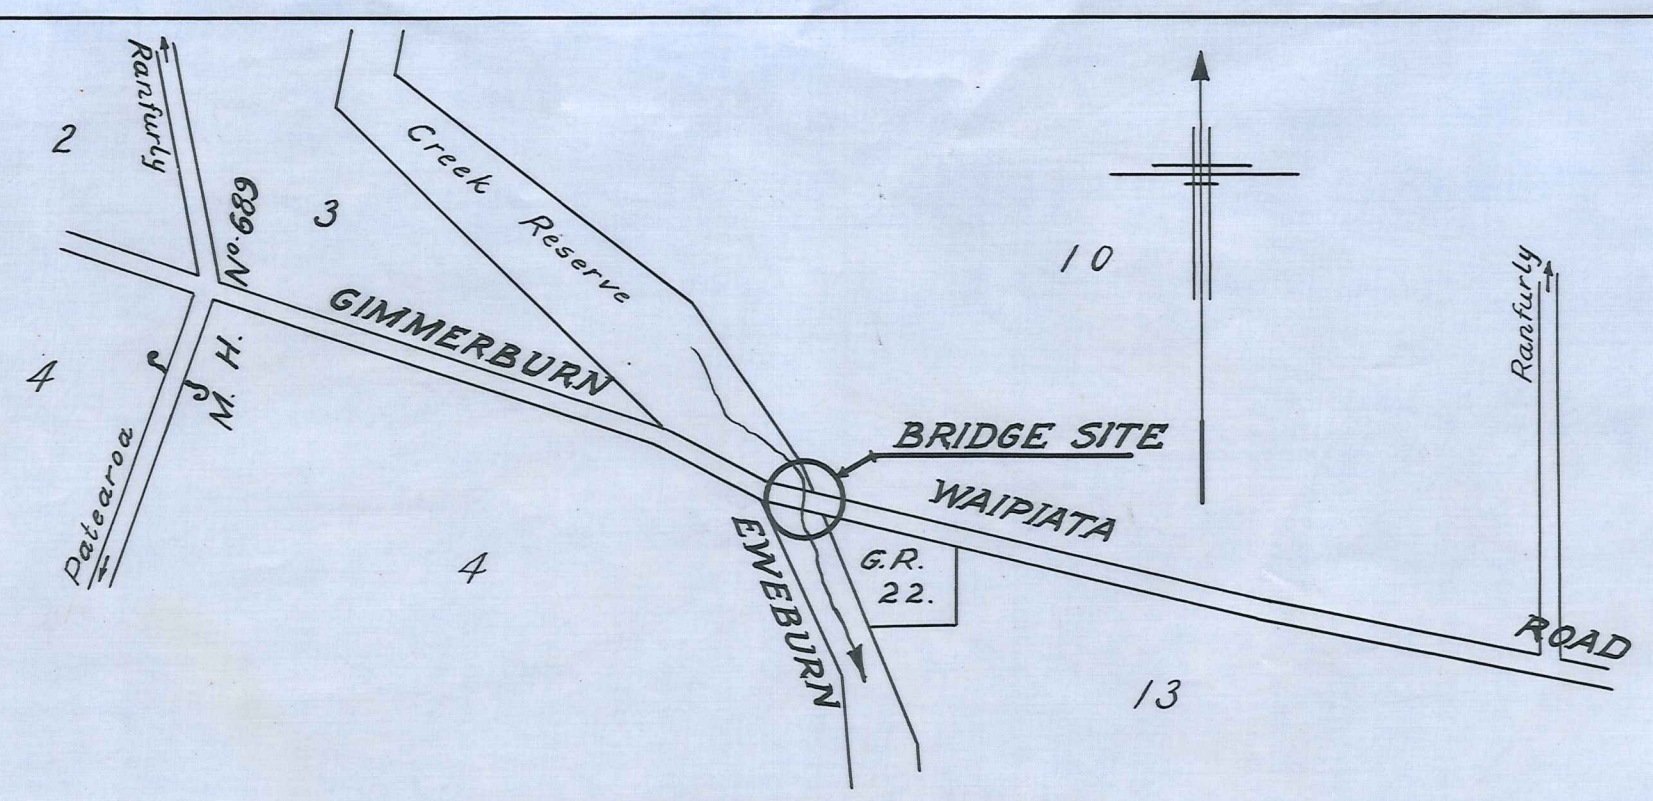 Ranfurly
2
No. 689
3
Creek Reserve
10
Ranfurly
GIMMERBURN
4
M. H.
Patearoa
BRIDGE SITE
WAIPIATA
4
EWEBURN
G.R.
22.
ROAD
13